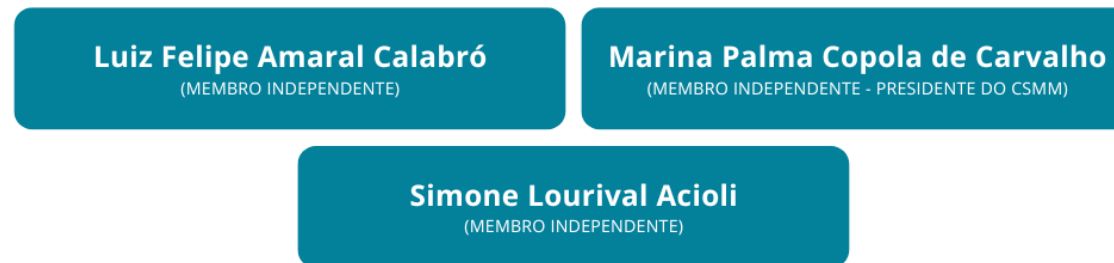 Luiz Felipe Amaral Calabró
(MEMBRO INDEPENDENTE)
Marina Palma Copola de Carvalho
(MEMBRO INDEPENDENTE - PRESIDENTE DO CSMM)
Simone Lourival Acioli
(MEMBRO INDEPENDENTE)